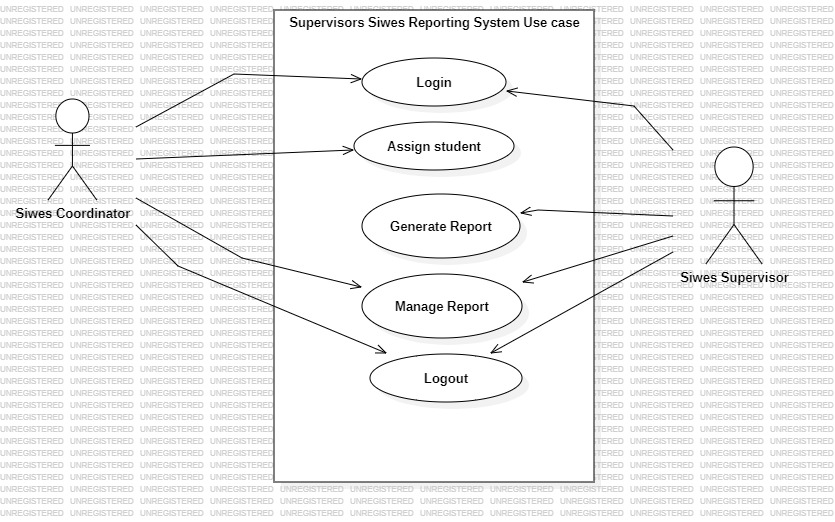 Supervisors Siwes Reporting System Use case
Login
Assign student
Siwes Coordinator
Generate Report
Siwes Supervisor
Manage Report
Logout
UNREGISTERED